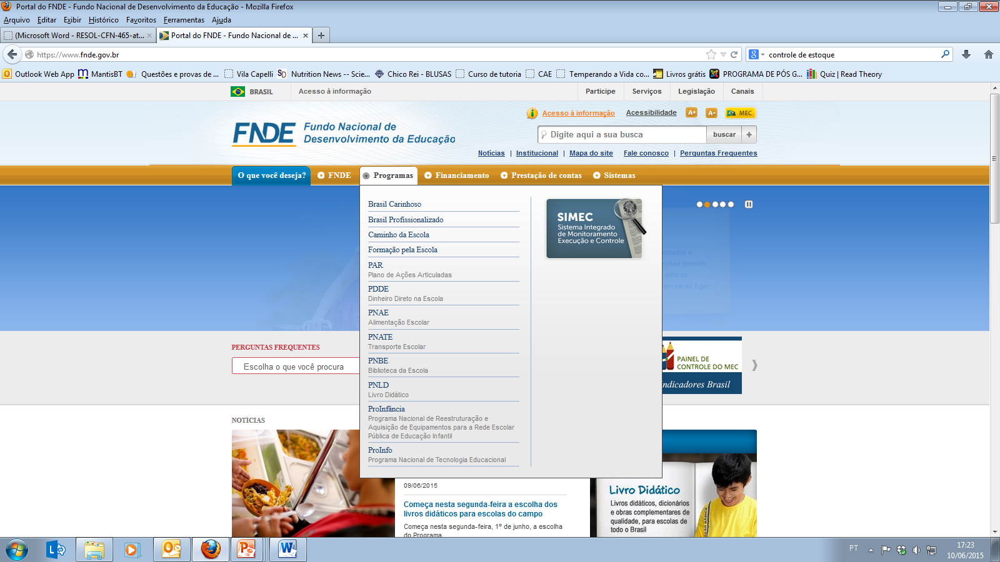 Portal do FNDE - Fundo Nacional de Desenvolvimento da Educação - Mozilla Firefox
Arquivo Editar Exibir Histórico Favoritos Ferramentas Ajuda
(Microsoft Word - RESOL-CFN-465-at...
Portal do FNDE - Fundo Nacional de ...
https://www.fnde.gov.br
controle de estoque
Outlook Web App MantisBT Questões e provas de ... Vila Capelli Nutrition News -- Scie... Chico Rei - BLUSAS Curso de tutoria CAE Temperando a Vida co... Livros grátis PROGRAMA DE PÓS G... Quiz | Read Theory
BRASIL Acesso à informação Participe Serviços Legislação Canais
Acesso à informação Acessibilidade A+ A- MEC
FNDE Fundo Nacional de
Desenvolvimento da Educação
Digite aqui a sua busca buscar +
Notícias | Institucional | Mapa do site Fale conosco | Perguntas Frequentes
O que você deseja? FNDE Programas Financiamento Prestação de contas Sistemas
Brasil Carinhoso
Brasil Profissionalizado
Caminho da Escola
Formação pela Escola
PAR
Plano de Ações Articuladas
PDDE
Dinheiro Direto na Escola
PNAE
Alimentação Escolar
PNATE
Transporte Escolar
PNBE
Biblioteca da Escola
PNLD
Livro Didático
ProInfância
Programa Nacional de Reestruturação e
Aquisição de Equipamentos para a Rede Escolar
Pública de Educação Infantil
ProInfo
Programa Nacional de Tecnologia Educacional
SIMEC
Sistema Integrado
de Monitoramento
Execução e Controle
em um só lugar
PERGUNTAS FREQUENTES
Escolha o que você procura
PAINEL DE
CONTROLE DO MEC
ndicadores Brasil
NOTÍCIAS
09/06/2015
Começa nesta segunda-feira a escolha dos
livros didáticos para escolas do campo
Começa nesta segunda-feira, 1º de junho, a escolha
do Programa
Livro Didático
Livros didáticos, dicionários
e obras complementares de
qualidade, para escolas de
todo o Brasil
PT
17:23
10/06/2015